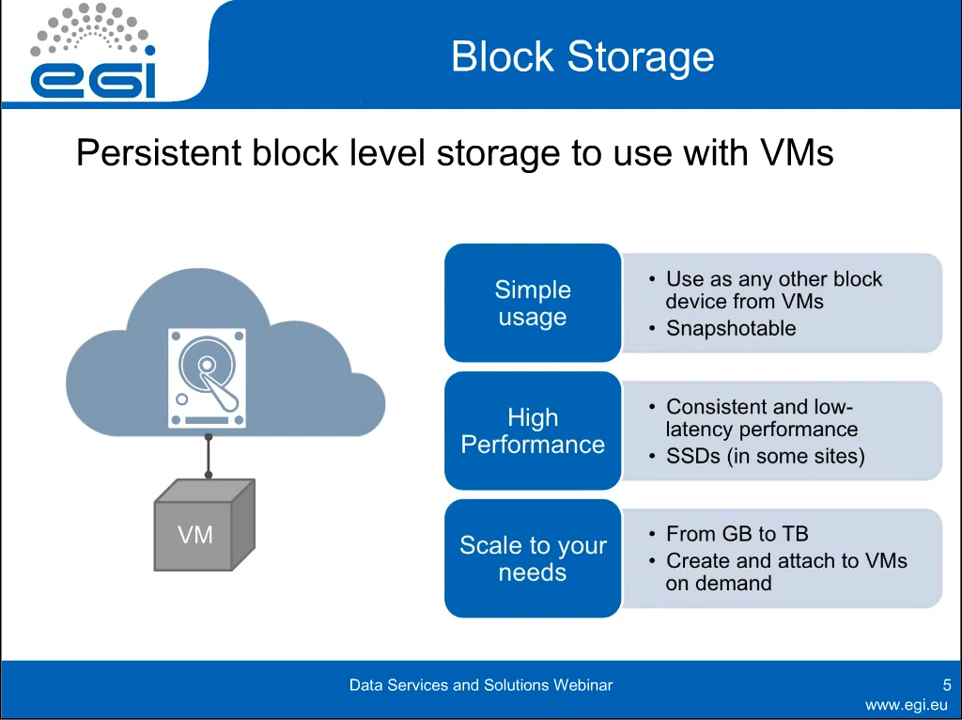 egi
Block Storage
Persistent block level storage to use with VMs
VM
Simple
usage
• Use as any other block
device from VMs
• Snapshotable
High
Performance
• Consistent and low-
latency performance
• SSDs (in some sites)
Scale to your
needs
• From GB to TB
• Create and attach to VMs
on demand
Data Services and Solutions Webinar
5
www.egi.eu